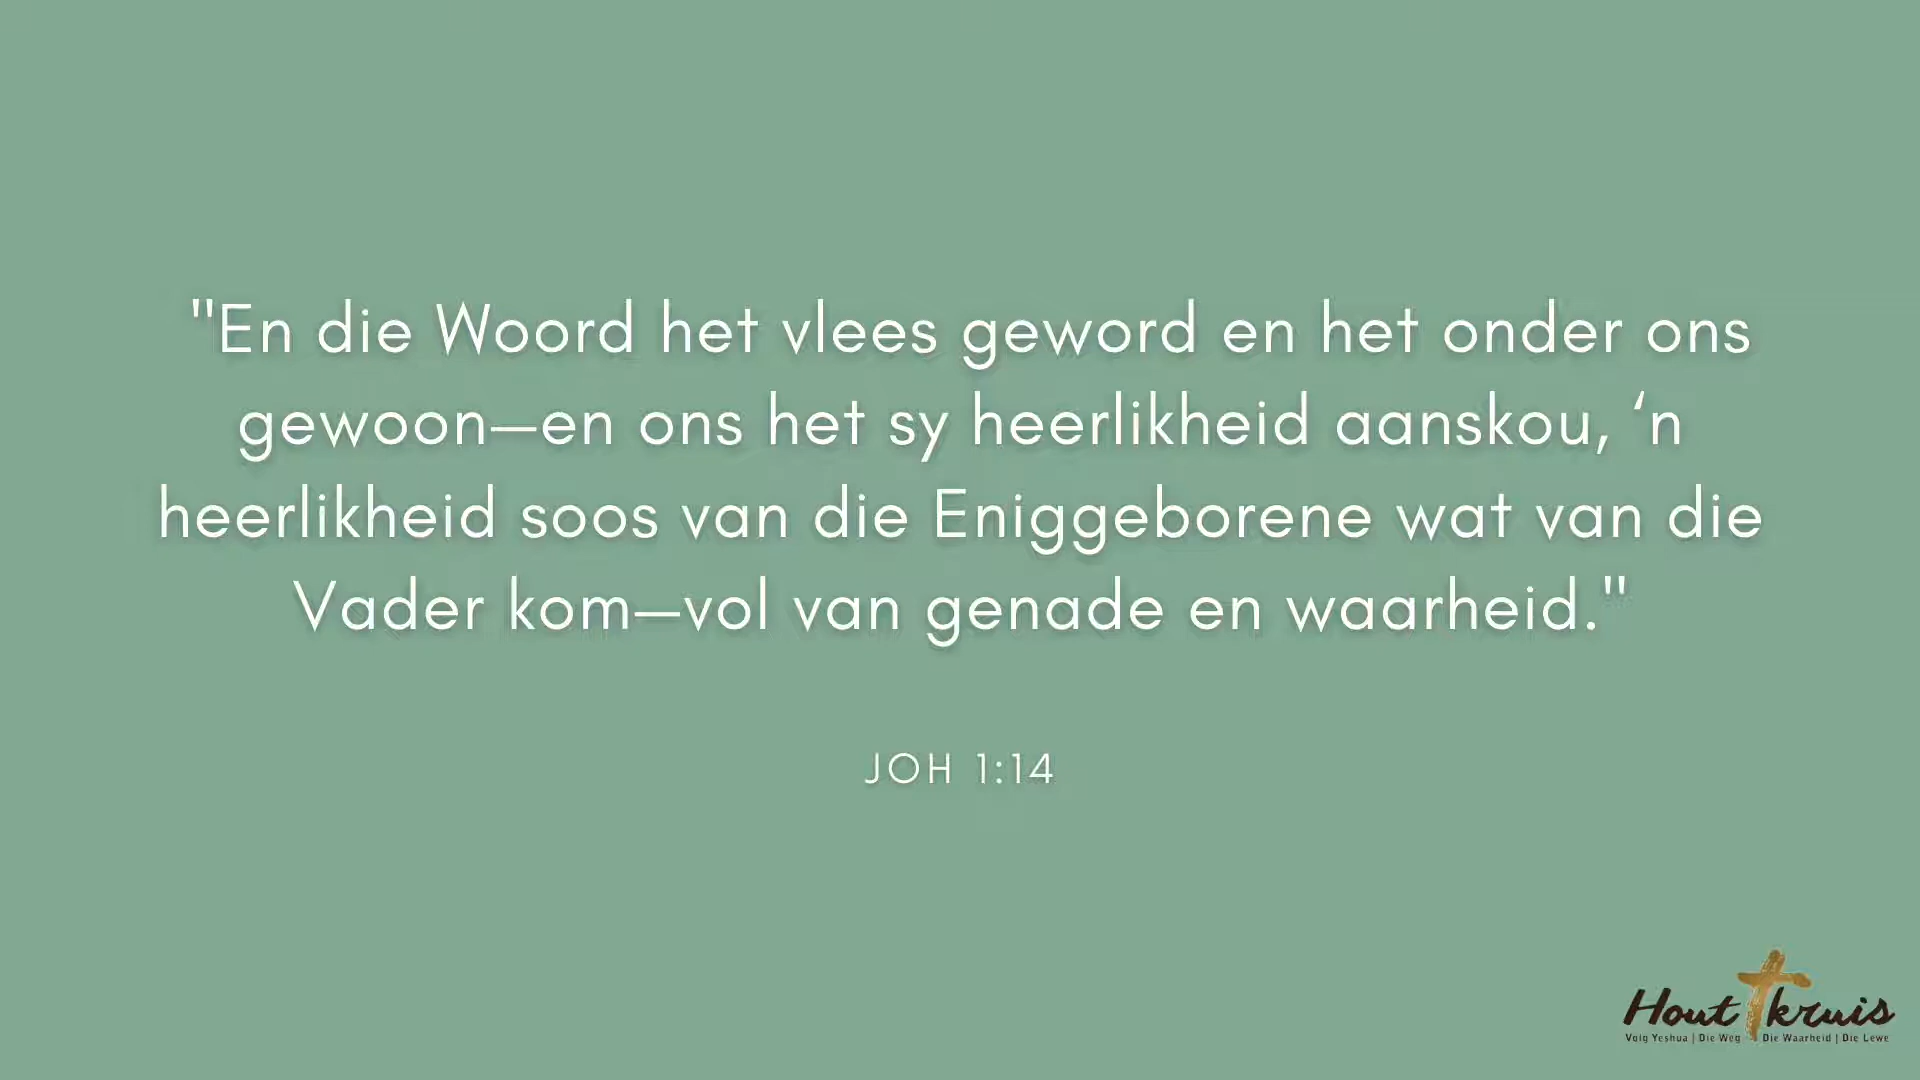 "En die Woord het vlees geword en het onder ons
gewoon—en ons het sy heerlikheid aanskou, ‘n
heerlikheid soos van die Eniggeborene wat van die
Vader kom—vol van genade en waarheid."
JOH 1:14
Hout kruis
Volg Yeshua | Die Weg Die Waarheid | Die Lewe